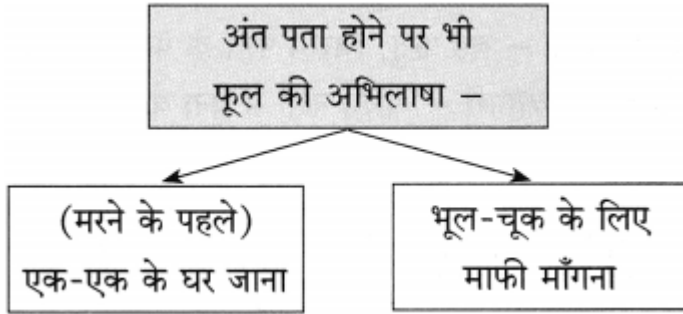 अंत पता होने पर भी
फूल की अभिलाषा –
(मरने के पहले)
एक-एक के घर जाना
भूल-चूक के लिए
माफी माँगना